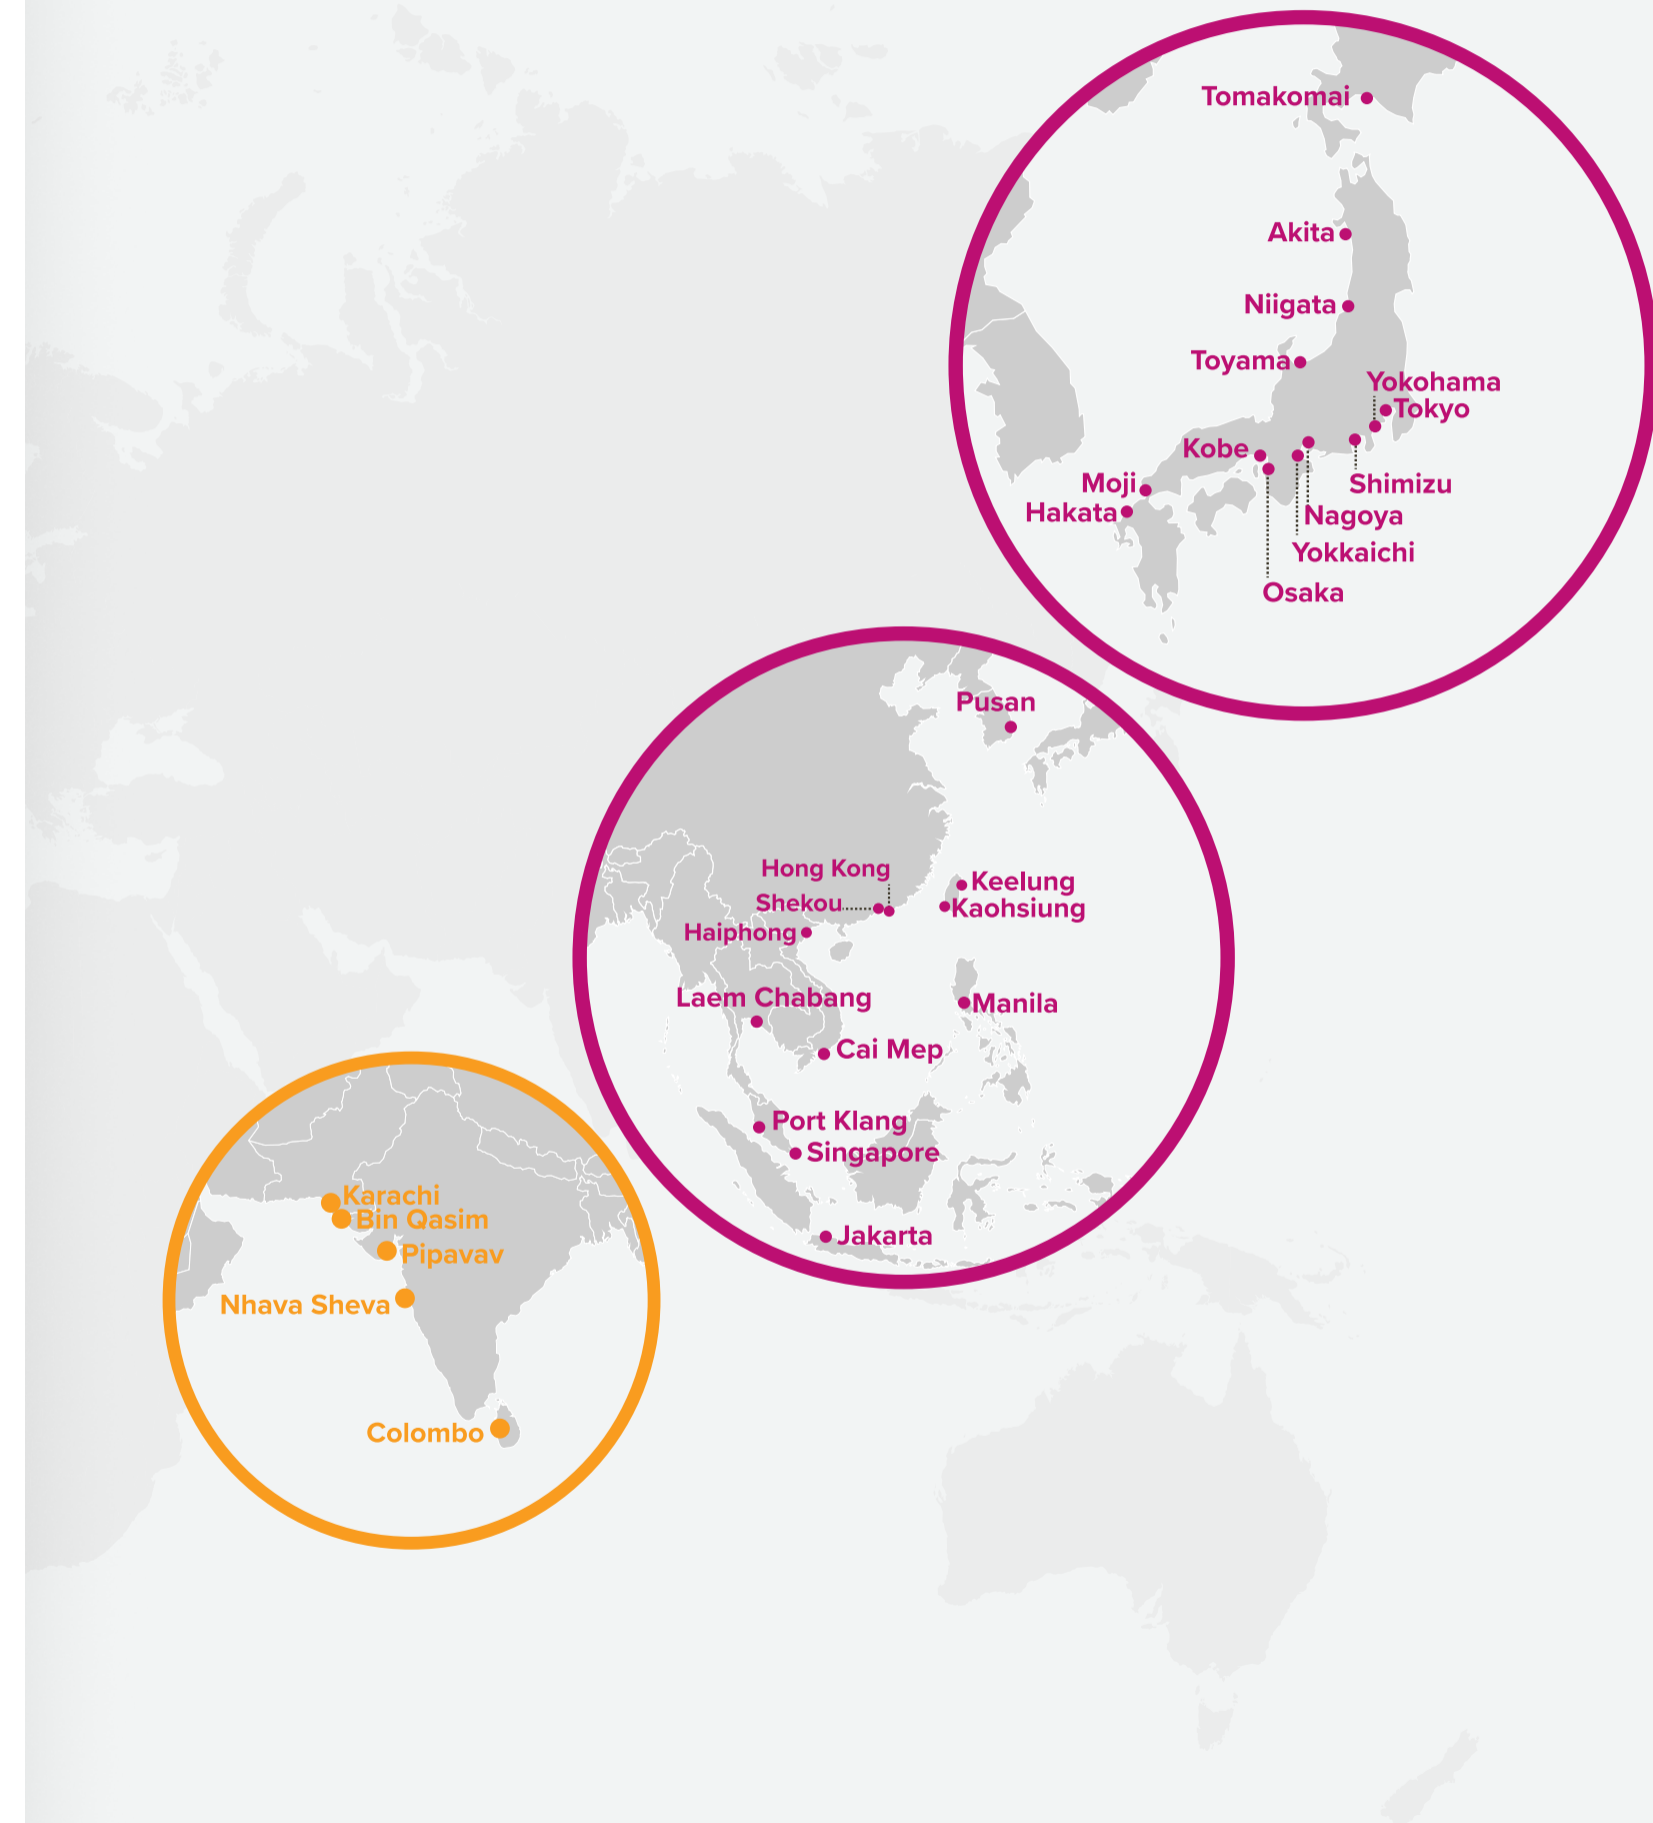 Tomakomai
Akita
Niigata
Toyama
Yokohama
Tokyo
Kobe
Moji
Shimizu
Hakata
Nagoya
Yokkaichi
Osaka
Pusan
Hong Kong
Keelung
Shekou
Kaohsiung
Haiphong
Laem Chabang
Manila
Cai Mep
Port Klang
Singapore
Jakarta
Karachi
Bin Qasim
Pipavav
Nhava Sheva
Colombo